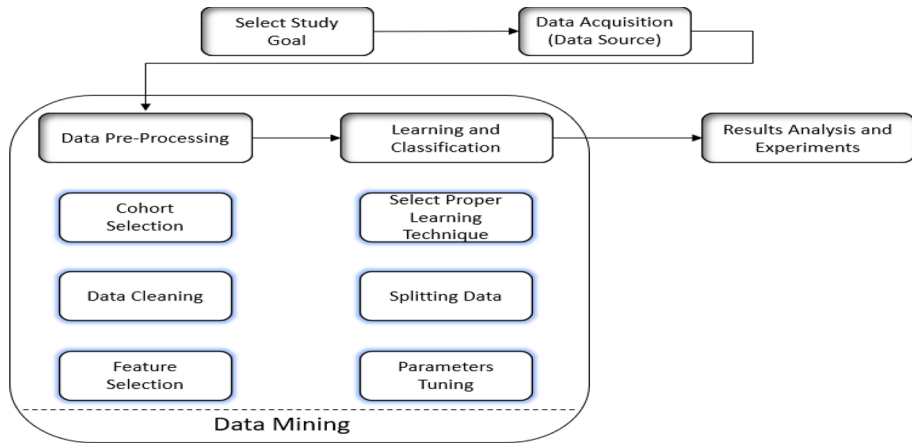 Select Study
Goal
Data Acquisition
(Data Source)
Data Pre-Processing
Learning and
Classification
Results Analysis and
Experiments
Cohort
Selection
Select Proper
Learning
Technique
Data Cleaning
Splitting Data
Feature
Selection
Parameters
Tuning
Data Mining